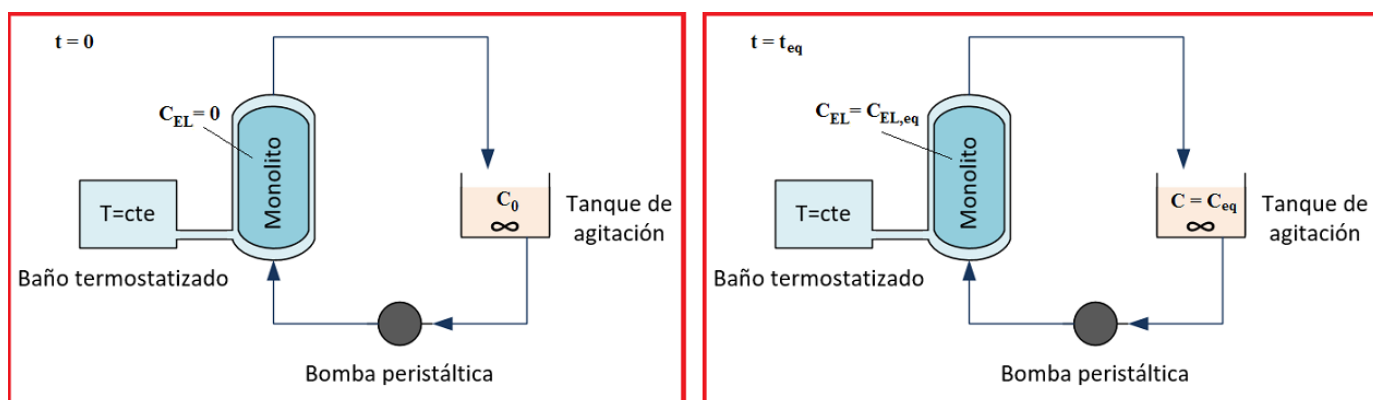 t = 0
C_EL = 0
Monolito
T=cte
Baño termostatizado
C_0
∞
Tanque de
agitación
Bomba peristáltica
t = t_eq
C_EL = C_EL,eq
Monolito
T=cte
Baño termostatizado
C = C_eq
∞
Tanque de
agitación
Bomba peristáltica